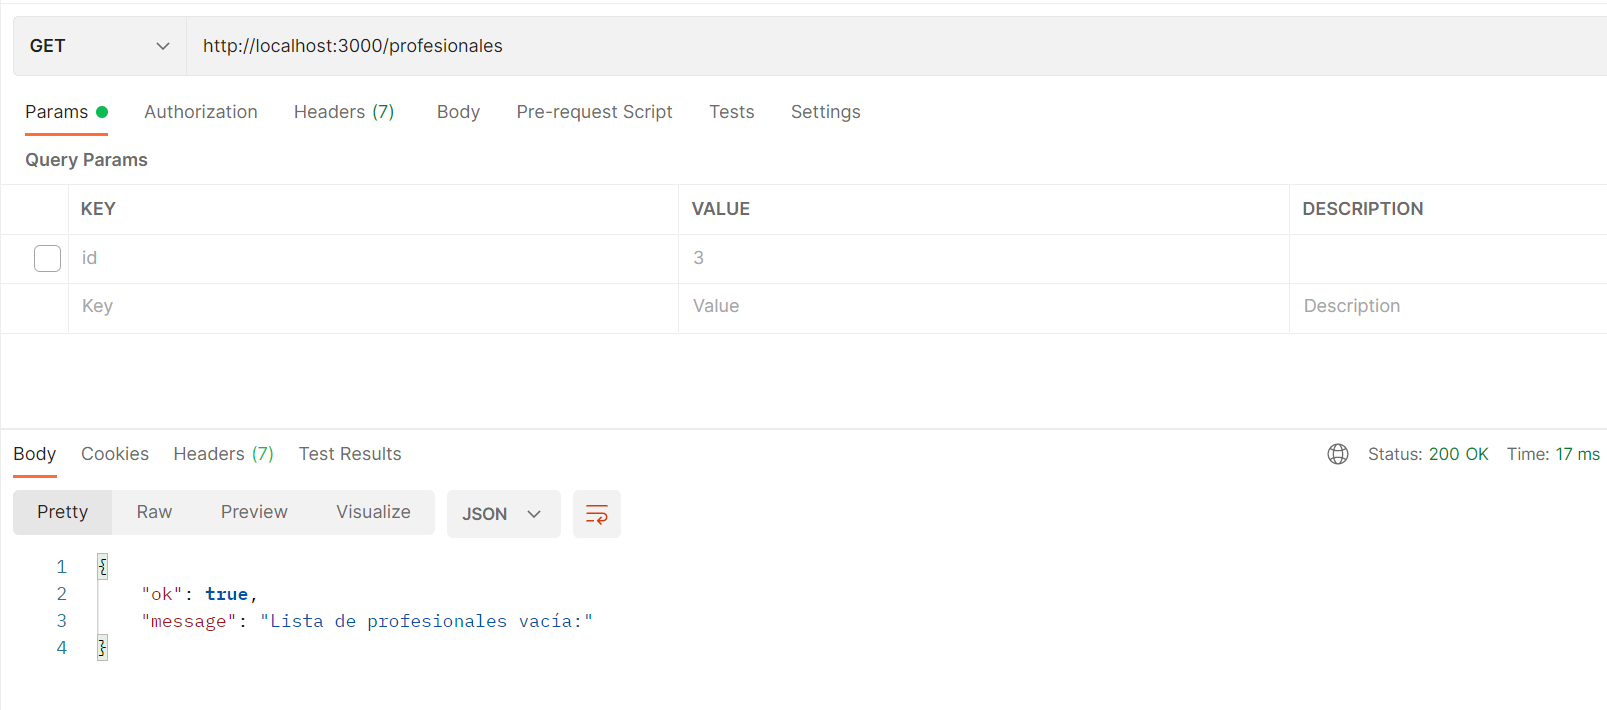 GET http://localhost:3000/profesionales
Params Authorization Headers (7) Body Pre-request Script Tests Settings
Query Params
KEY VALUE DESCRIPTION
id 3
Key Value Description
Body Cookies Headers (7) Test Results Status: 200 OK Time: 17 ms
Pretty Raw Preview Visualize JSON
1 {
2 "ok": true,
3 "message": "Lista de profesionales vacía:"
4 }